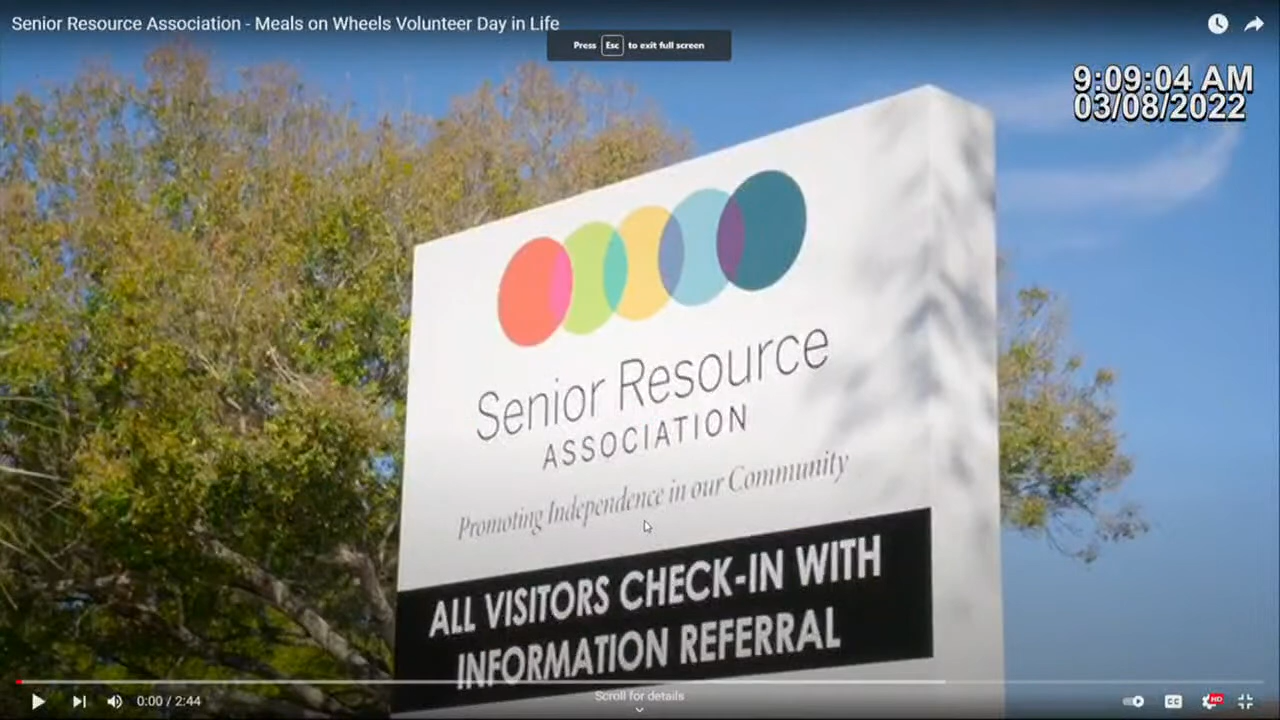 Senior Resource Association - Meals on Wheels Volunteer Day in Life
Press Esc to exit full screen
9:09:04 AM
03/08/2022
Senior Resource
ASSOCIATION
Promoting Independence in our Community
ALL VISITORS CHECK-IN WITH
INFORMATION REFERRAL
Scroll for details
0:00 / 2:44
CC
HD